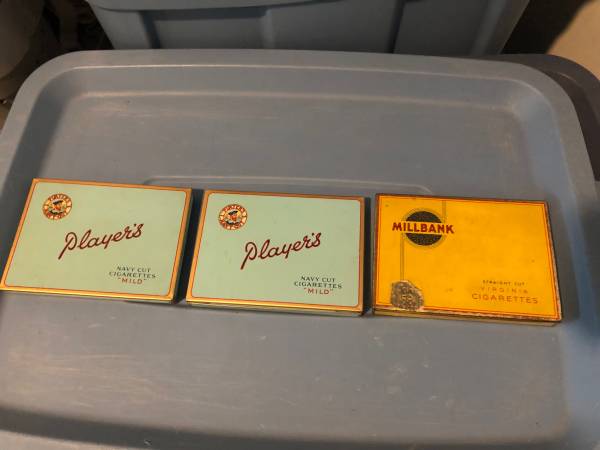 Player's
NAVY CUT
CIGARETTES
"MILD"
Player's
NAVY CUT
CIGARETTES
"MILD"
MILLBANK
STRAIGHT CUT
VIRGINIA
CIGARETTES